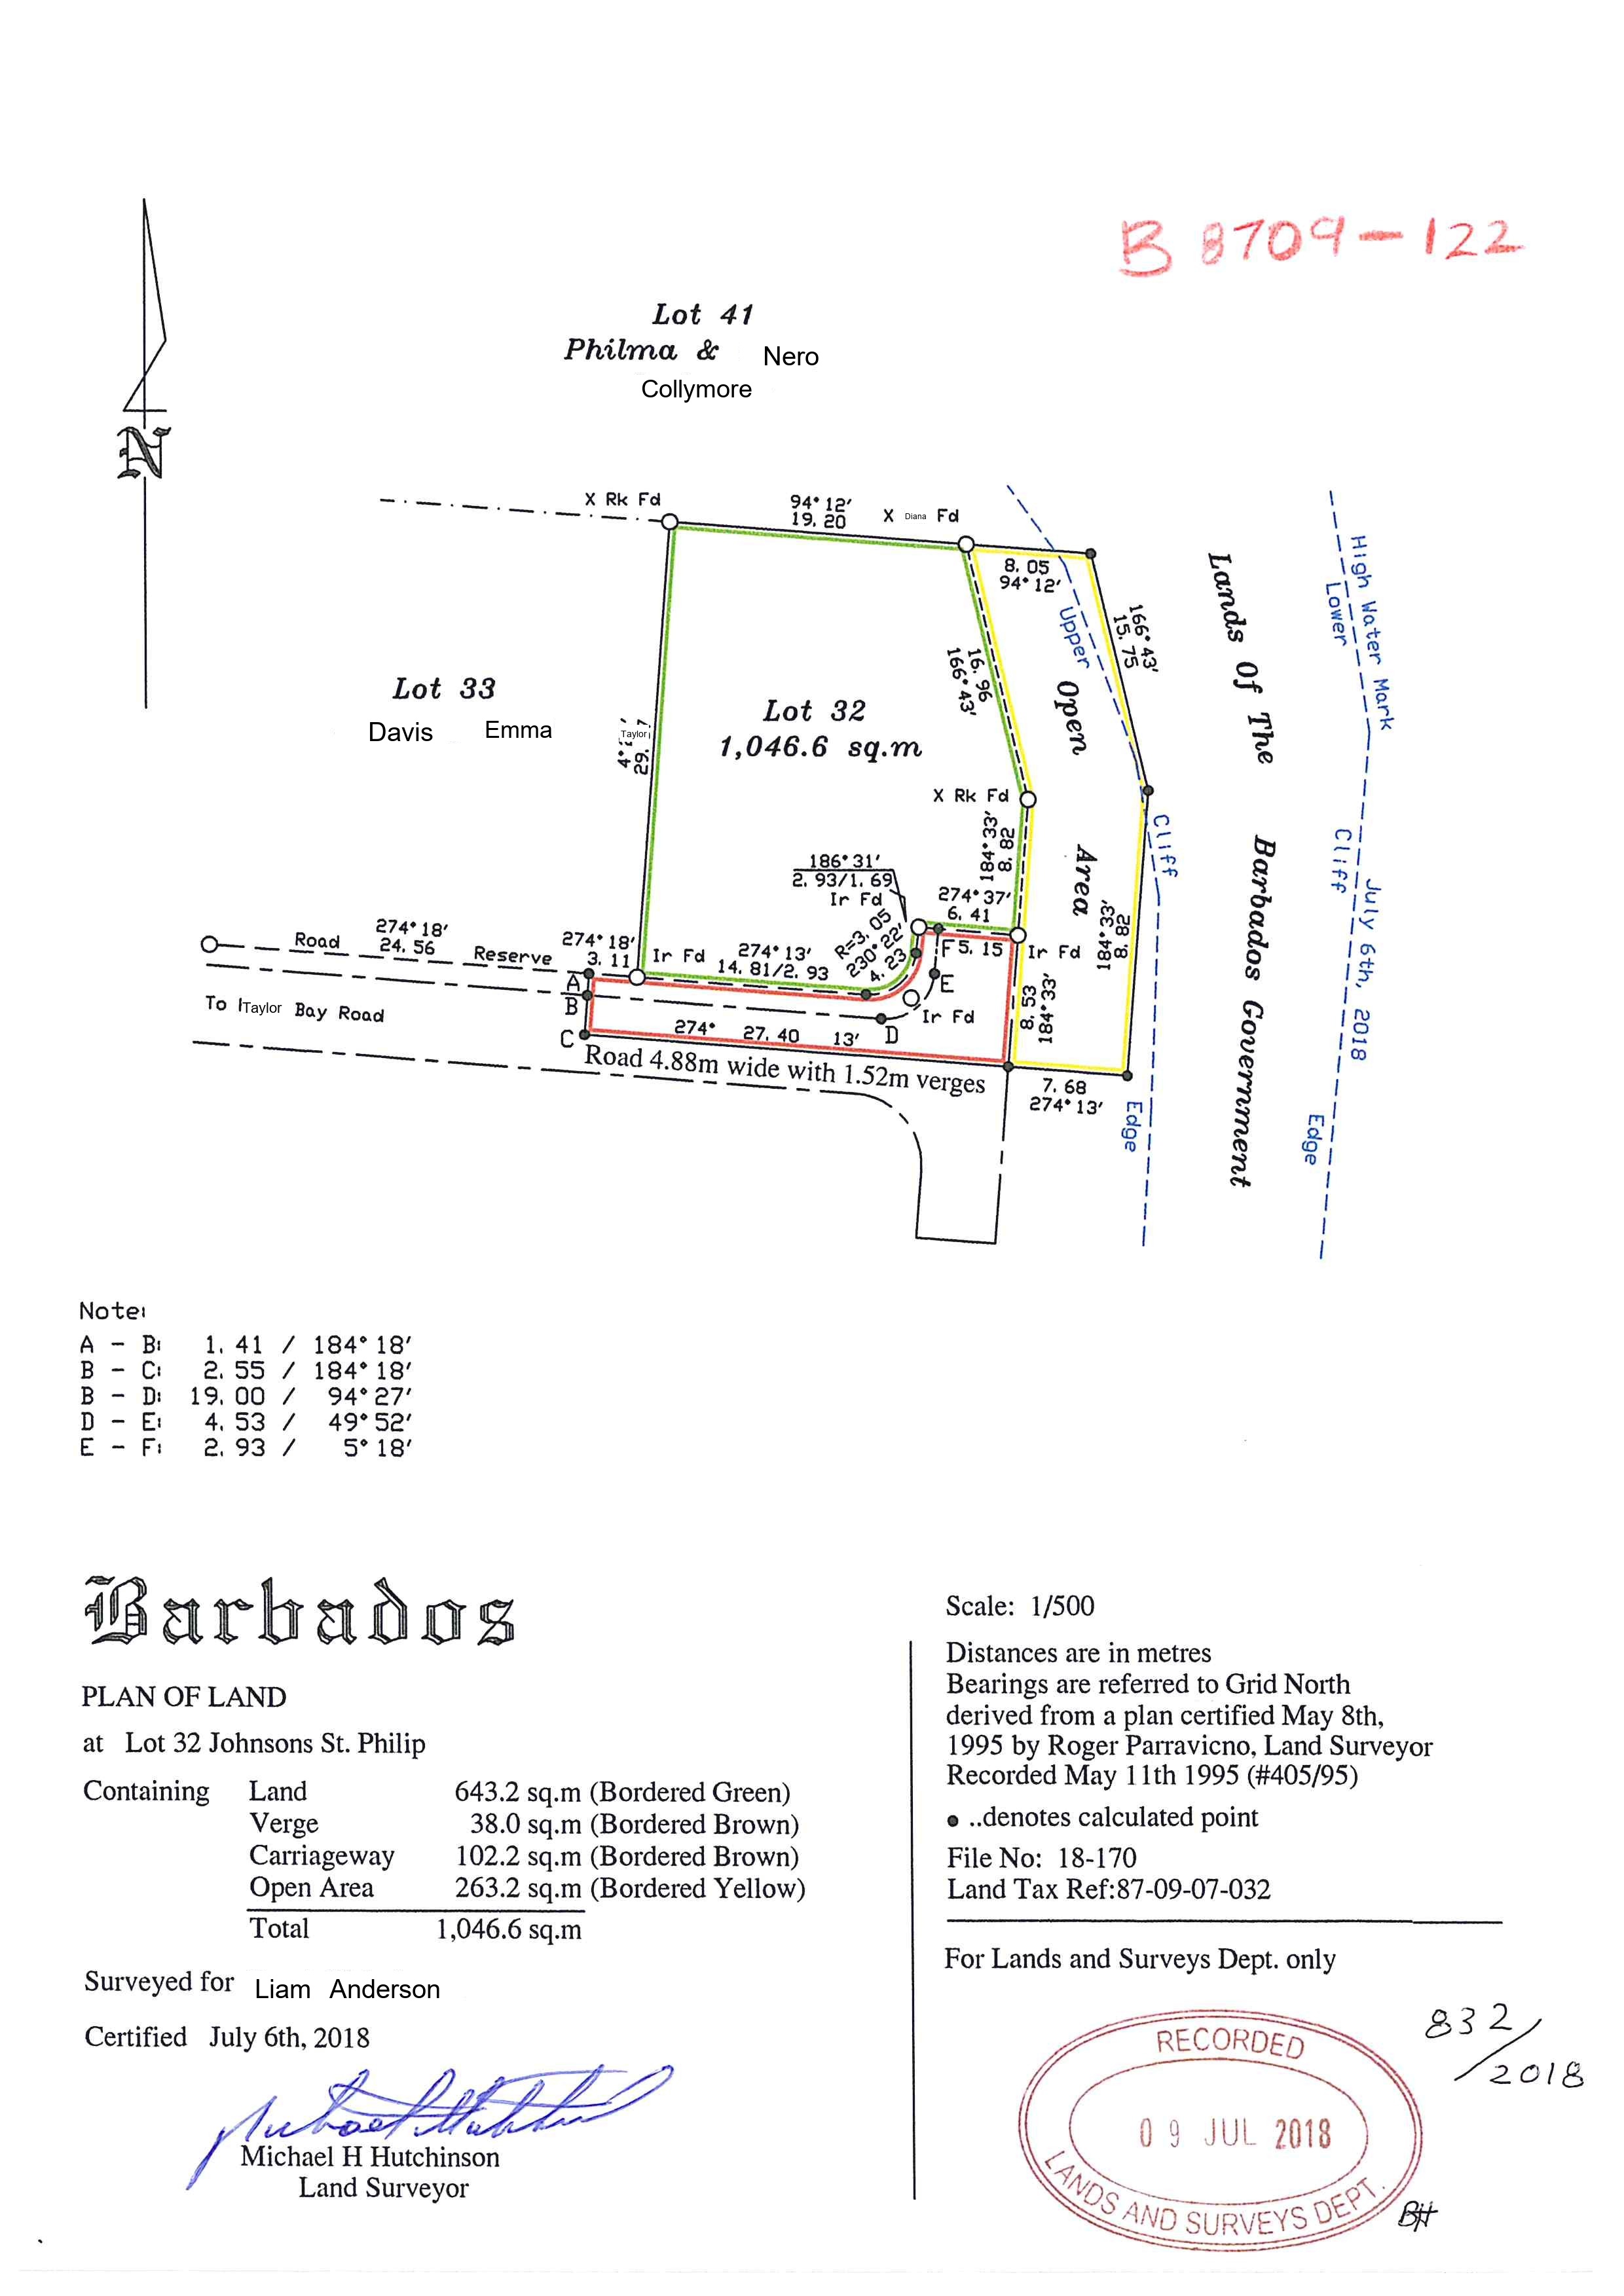 B 8709-122
Lot 41
Philma & Nero
Collymore
N
X Rk Fd
94° 12'
19. 20
X Diana Fd
8. 05
94° 12'
166° 43'
15. 75
Upper
Open
Area
Lands Of The Barbados Government
High Water Mark July 6th, 2018
Lower Cliff Edge
16. 96
166° 43'
Lot 33
Davis Emma
Taylor
29.
Lot 32
1,046.6 sq.m
X Rk Fd
184° 33'
8. 82
Cliff
186° 31'
2. 93/1. 69
Ir Fd
274° 37'
6. 41
R=3. 05
230° 22'
4. 23
F 5. 15
Ir Fd
184° 33'
8. 82
274° 18'
Road 24. 56 Reserve
274° 18'
3. 11
Ir Fd
274° 13'
14. 81/2. 93
A
B
C
E
Ir Fd
D
8. 53
184° 33'
To Taylor Bay Road
274° 27. 40 13'
Road 4.88m wide with 1.52m verges
7. 68
274° 13'
Edge
Note:
A - B: 1. 41 / 184° 18'
B - C: 2. 55 / 184° 18'
B - D: 19. 00 / 94° 27'
D - E: 4. 53 / 49° 52'
E - F: 2. 93 / 5° 18'
Barbados
PLAN OF LAND
at Lot 32 Johnsons St. Philip
Containing Land 643.2 sq.m (Bordered Green)
Verge 38.0 sq.m (Bordered Brown)
Carriageway 102.2 sq.m (Bordered Brown)
Open Area 263.2 sq.m (Bordered Yellow)
Total 1,046.6 sq.m
Surveyed for Liam Anderson
Certified July 6th, 2018
Michael H Hutchinson
Land Surveyor
Scale: 1/500
Distances are in metres
Bearings are referred to Grid North
derived from a plan certified May 8th,
1995 by Roger Parravicno, Land Surveyor
Recorded May 11th 1995 (#405/95)
● ..denotes calculated point
File No: 18-170
Land Tax Ref:87-09-07-032
For Lands and Surveys Dept. only
832/2018
RECORDED
09 JUL 2018
LANDS AND SURVEYS DEPT.
BH